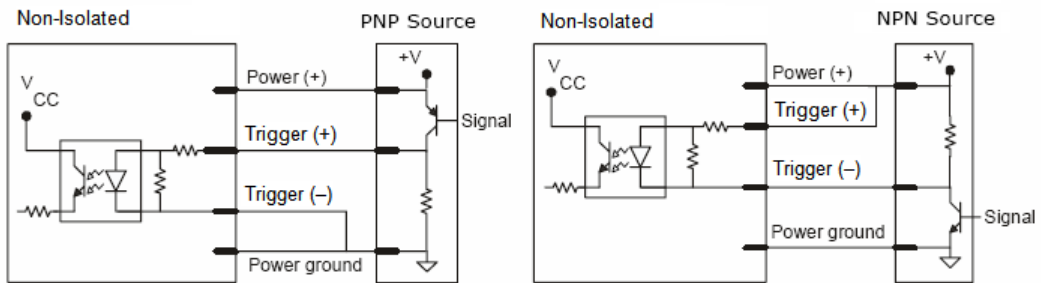 Non-Isolated
PNP Source
+V
V
CC
Power (+)
Trigger (+)
Signal
Trigger (–)
Power ground
Non-Isolated
NPN Source
+V
V
CC
Power (+)
Trigger (+)
Trigger (–)
Signal
Power ground